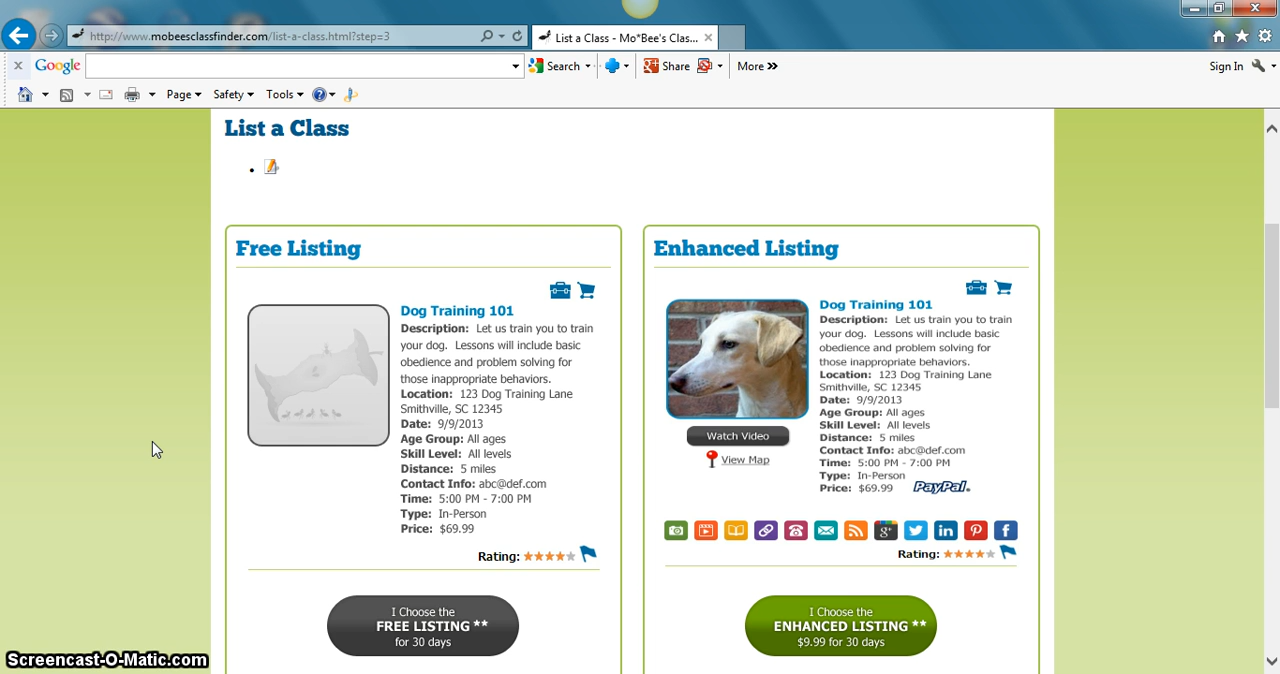 http://www.mobeesclassfinder.com/list-a-class.html?step=3
List a Class - Mo*Bee's Clas...
Google
Search
Share
More »
Sign In
Page
Safety
Tools
List a Class
Free Listing
Dog Training 101
Description: Let us train you to train
your dog. Lessons will include basic
obedience and problem solving for
those inappropriate behaviors.
Location: 123 Dog Training Lane
Smithville, SC 12345
Date: 9/9/2013
Age Group: All ages
Skill Level: All levels
Distance: 5 miles
Contact Info: abc@def.com
Time: 5:00 PM - 7:00 PM
Type: In-Person
Price: $69.99
Rating:
I Choose the
FREE LISTING **
for 30 days
Enhanced Listing
Dog Training 101
Description: Let us train you to train
your dog. Lessons will include basic
obedience and problem solving for
those inappropriate behaviors.
Location: 123 Dog Training Lane
Smithville, SC 12345
Date: 9/9/2013
Age Group: All ages
Skill Level: All levels
Distance: 5 miles
Contact Info: abc@def.com
Time: 5:00 PM - 7:00 PM
Type: In-Person
Price: $69.99 PayPal
Watch Video
View Map
Rating:
I Choose the
ENHANCED LISTING **
$9.99 for 30 days
Screencast-O-Matic.com